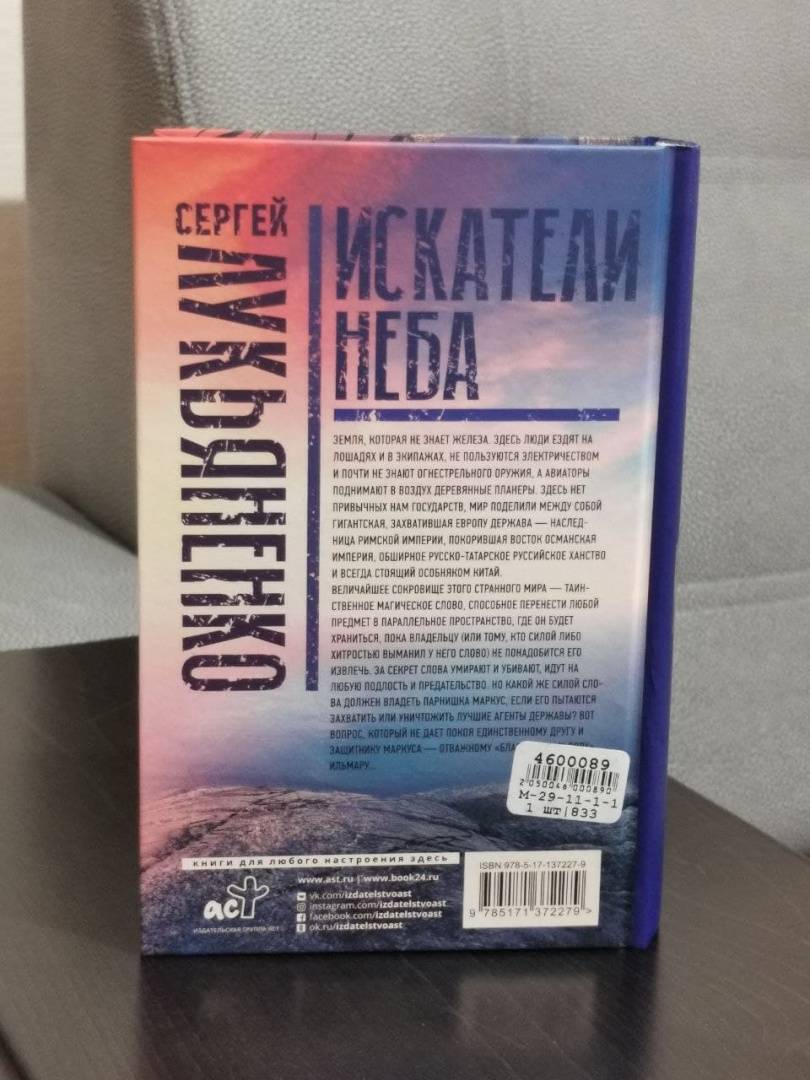 СЕРГЕЙ
ЛУКЬЯНЕНКО
ИСКАТЕЛИ
НЕБА
ЗЕМЛЯ, КОТОРАЯ НЕ ЗНАЕТ ЖЕЛЕЗА. ЗДЕСЬ ЛЮДИ ЕЗДЯТ НА
ЛОШАДЯХ И В ЭКИПАЖАХ, НЕ ПОЛЬЗУЮТСЯ ЭЛЕКТРИЧЕСТВОМ
И ПОЧТИ НЕ ЗНАЮТ ОГНЕСТРЕЛЬНОГО ОРУЖИЯ, А АВИАТОРЫ
ПОДНИМАЮТ В ВОЗДУХ ДЕРЕВЯННЫЕ ПЛАНЕРЫ. ЗДЕСЬ НЕТ
ПРИВЫЧНЫХ НАМ ГОСУДАРСТВ, МИР ПОДЕЛИЛИ МЕЖДУ СОБОЙ
ГИГАНТСКАЯ, ЗАХВАТИВШАЯ ЕВРОПУ ДЕРЖАВА — НАСЛЕД-
НИЦА РИМСКОЙ ИМПЕРИИ, ПОКОРИВШАЯ ВОСТОК ОСМАНСКАЯ
ИМПЕРИЯ, ОБШИРНОЕ РУССКО-ТАТАРСКОЕ РУССИЙСКОЕ ХАНСТВО
И ВСЕГДА СТОЯЩИЙ ОСОБНЯКОМ КИТАЙ.
ВЕЛИЧАЙШЕЕ СОКРОВИЩЕ ЭТОГО СТРАННОГО МИРА — ТАИН-
СТВЕННОЕ МАГИЧЕСКОЕ СЛОВО, СПОСОБНОЕ ПЕРЕНЕСТИ ЛЮБОЙ
ПРЕДМЕТ В ПАРАЛЛЕЛЬНОЕ ПРОСТРАНСТВО, ГДЕ ОН БУДЕТ
ХРАНИТЬСЯ, ПОКА ВЛАДЕЛЬЦУ (ИЛИ ТОМУ, КТО СИЛОЙ ЛИБО
ХИТРОСТЬЮ ВЫМАНИЛ У НЕГО СЛОВО) НЕ ПОНАДОБИТСЯ ЕГО
ИЗВЛЕЧЬ. ЗА СЕКРЕТ СЛОВА УМИРАЮТ И УБИВАЮТ, ИДУТ НА
ЛЮБУЮ ПОДЛОСТЬ И ПРЕДАТЕЛЬСТВО. НО КАКОЙ ЖЕ СИЛОЙ СЛО-
ВА ДОЛЖЕН ВЛАДЕТЬ ПАРНИШКА МАРКУС, ЕСЛИ ЕГО ПЫТАЮТСЯ
ЗАХВАТИТЬ ИЛИ УНИЧТОЖИТЬ ЛУЧШИЕ АГЕНТЫ ДЕРЖАВЫ? ВОТ
ВОПРОС, КОТОРЫЙ НЕ ДАЕТ ПОКОЯ ЕДИНСТВЕННОМУ ДРУГУ И
ЗАЩИТНИКУ МАРКУСА — ОТВАЖНОМУ
ИЛЬМАРУ...
4600089
2 050046 000890
М-29-11-1-1
1 шт|833
книги для любого настроения здесь
www.ast.ru | www.book24.ru
vk.com/izdatelstvoast
instagram.com/izdatelstvoast
facebook.com/izdatelstvoast
ok.ru/izdatelstvoast
аст
ИЗДАТЕЛЬСКАЯ ГРУППА АСТ
ISBN 978-5-17-137227-9
9 785171 372279 >